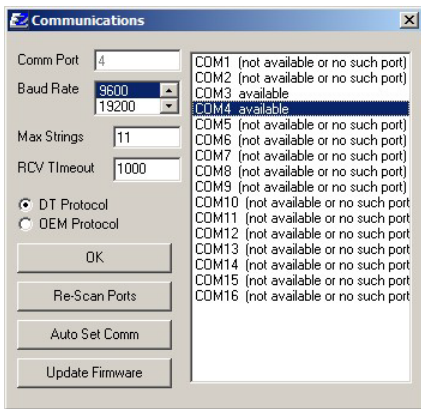 EZ Communications
Comm Port 4
Baud Rate 9600
19200
Max Strings 11
RCV TImeout 1000
DT Protocol
OEM Protocol
OK
Re-Scan Ports
Auto Set Comm
Update Firmware
COM1 (not available or no such port)
COM2 (not available or no such port)
COM3 available
COM4 available
COM5 (not available or no such port)
COM6 (not available or no such port)
COM7 (not available or no such port)
COM8 (not available or no such port)
COM9 (not available or no such port)
COM10 (not available or no such port
COM11 (not available or no such port
COM12 (not available or no such port
COM13 (not available or no such port
COM14 (not available or no such port
COM15 (not available or no such port
COM16 (not available or no such port